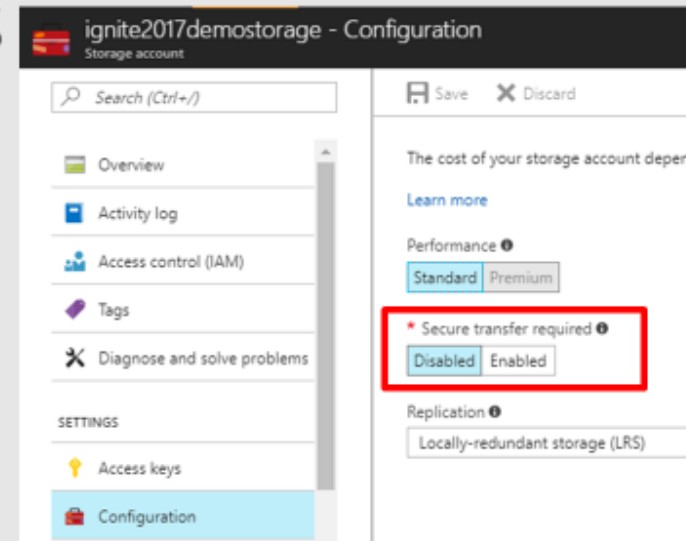 ignite2017demostorage - Configuration
Storage account
Search (Ctrl+/)
Overview
Activity log
Access control (IAM)
Tags
Diagnose and solve problems
SETTINGS
Access keys
Configuration
Save Discard
The cost of your storage account deper
Learn more
Performance
Standard Premium
* Secure transfer required
Disabled Enabled
Replication
Locally-redundant storage (LRS)